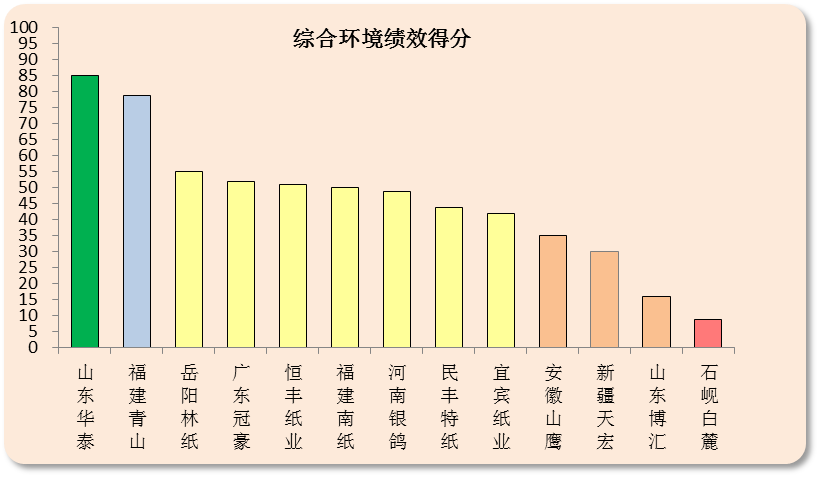 综合环境绩效得分
100
95
90
85
80
75
70
65
60
55
50
45
40
35
30
25
20
15
10
5
0
山东华泰
福建青山
岳阳林纸
广东冠豪
恒丰纸业
福建南纸
河南银鸽
民丰特纸
宜宾纸业
安徽山鹰
新疆天宏
山东博汇
石岘白麓